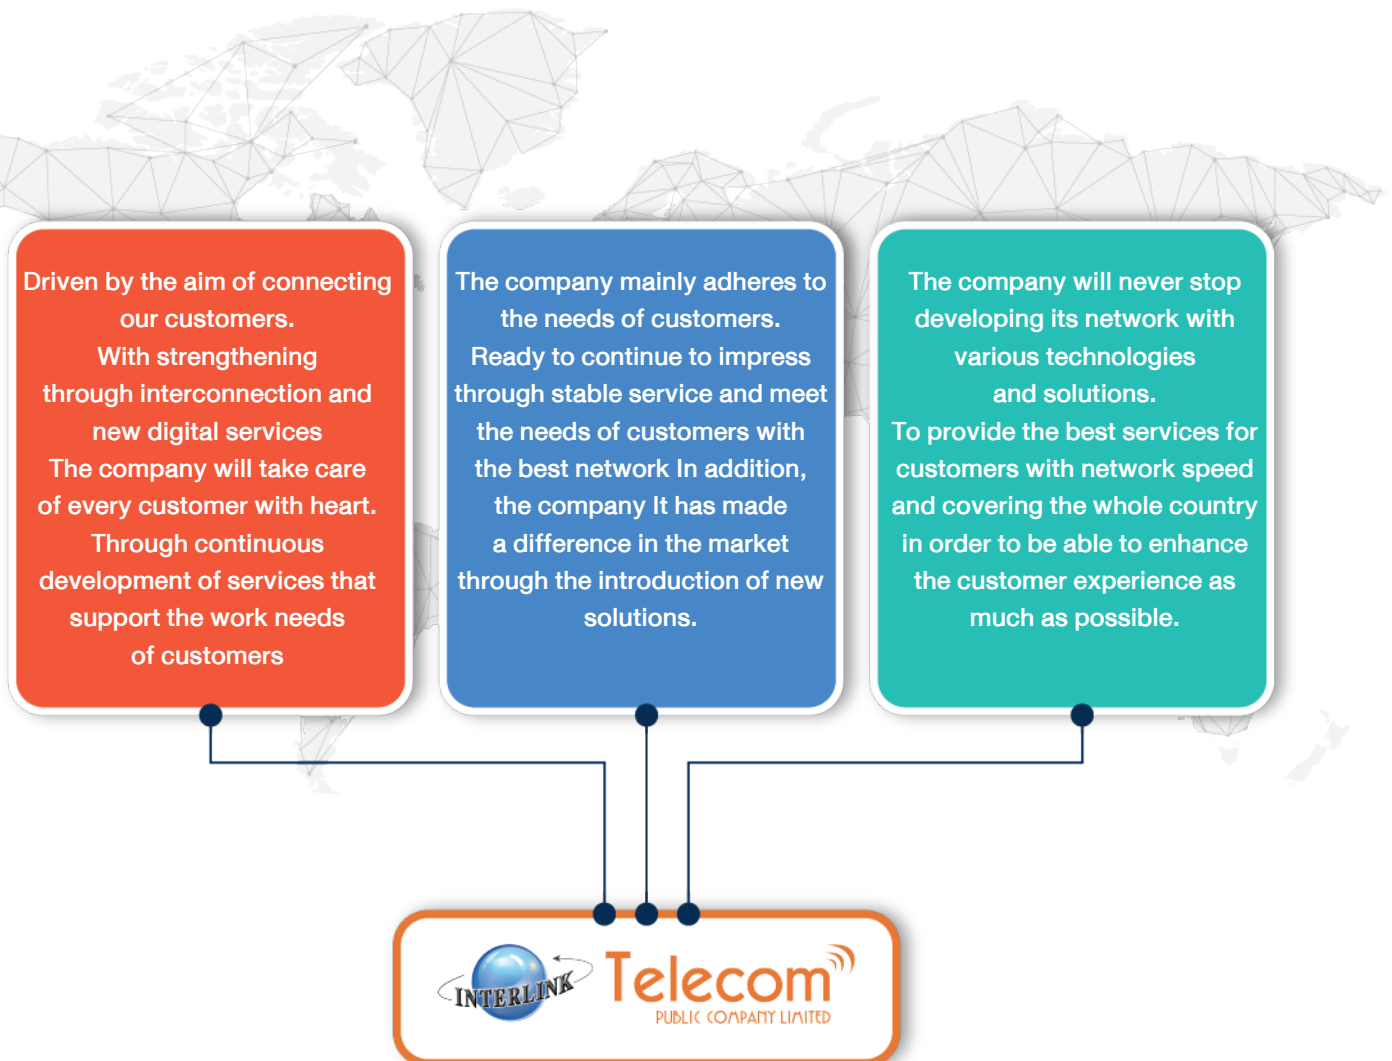 Driven by the aim of connecting
our customers.
With strengthening
through interconnection and
new digital services
The company will take care
of every customer with heart.
Through continuous
development of services that
support the work needs
of customers
The company mainly adheres to
the needs of customers.
Ready to continue to impress
through stable service and meet
the needs of customers with
the best network In addition,
the company It has made
a difference in the market
through the introduction of new
solutions.
The company will never stop
developing its network with
various technologies
and solutions.
To provide the best services for
customers with network speed
and covering the whole country
in order to be able to enhance
the customer experience as
much as possible.
INTERLINK
Telecom
PUBLIC COMPANY LIMITED